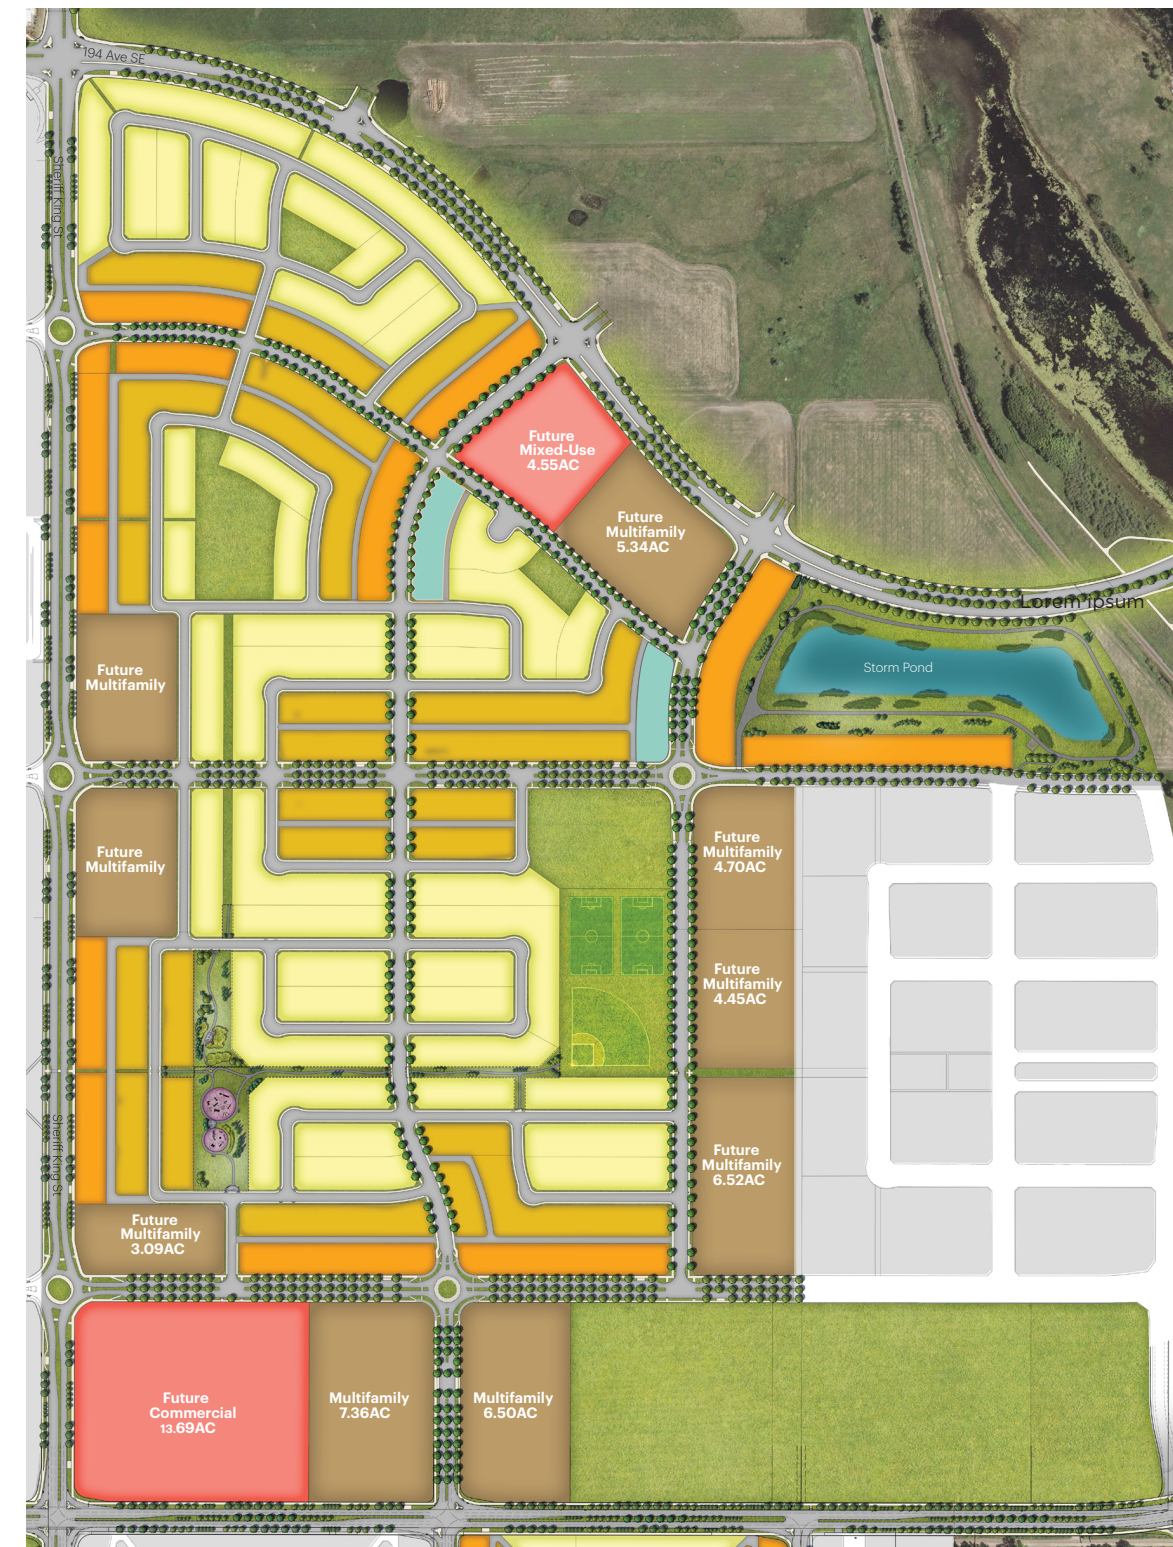 194 Ave SE
Sheriff King St
Future
Mixed-Use
4.55AC
Future
Multifamily
5.34AC
Lorem ipsum
Storm Pond
Future
Multifamily
Future
Multifamily
Future
Multifamily
4.70AC
Future
Multifamily
4.45AC
Sheriff King St
Future
Multifamily
6.52AC
Future
Multifamily
3.09AC
Future
Commercial
13.69AC
Multifamily
7.36AC
Multifamily
6.50AC